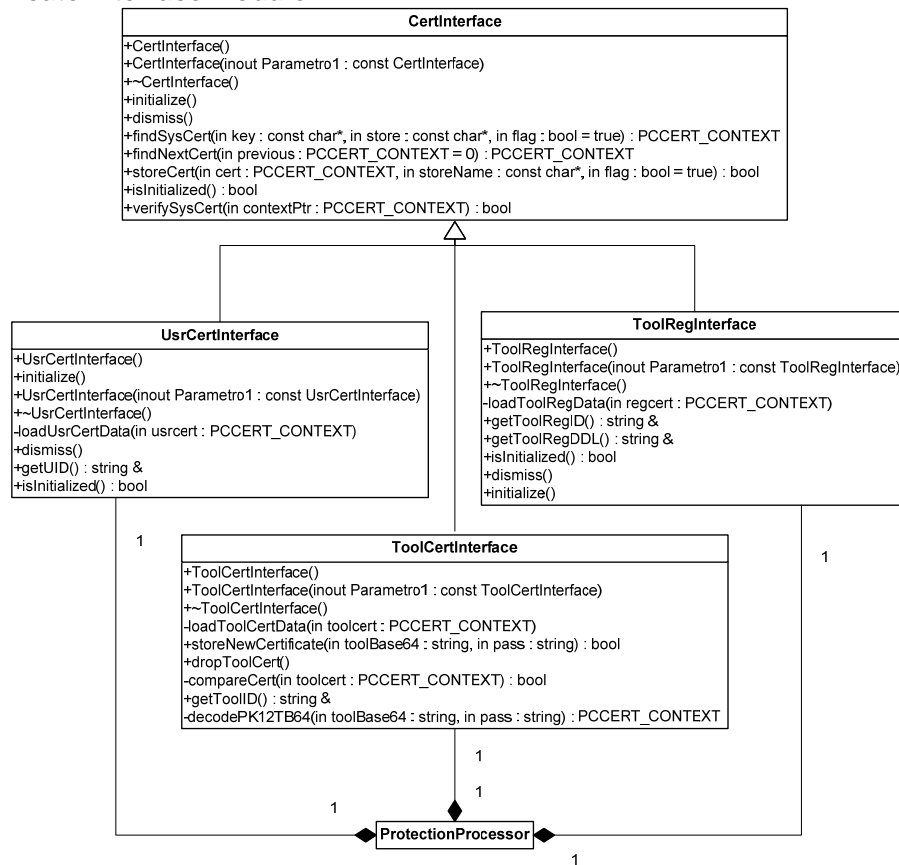 CertInterface
+CertInterface()
+CertInterface(inout Parametro1 : const CertInterface)
+~CertInterface()
+initialize()
+dismiss()
+findSysCert(in key : const char*, in store : const char*, in flag : bool = true) : PCCERT_CONTEXT
+findNextCert(in previous : PCCERT_CONTEXT = 0) : PCCERT_CONTEXT
+storeCert(in cert : PCCERT_CONTEXT, in storeName : const char*, in flag : bool = true) : bool
+isInitialized() : bool
+verifySysCert(in contextPtr : PCCERT_CONTEXT) : bool
UsrCertInterface
+UsrCertInterface()
+initialize()
+UsrCertInterface(inout Parametro1 : const UsrCertInterface)
+~UsrCertInterface()
-loadUsrCertData(in usrcert : PCCERT_CONTEXT)
+dismiss()
+getUID() : string &
+isInitialized() : bool
ToolRegInterface
+ToolRegInterface()
+ToolRegInterface(inout Parametro1 : const ToolRegInterface)
+~ToolRegInterface()
-loadToolRegData(in regcert : PCCERT_CONTEXT)
+getToolRegID() : string &
+getToolRegDDL() : string &
+isInitialized() : bool
+dismiss()
+initialize()
1
1
ToolCertInterface
+ToolCertInterface()
+ToolCertInterface(inout Parametro1 : const ToolCertInterface)
+~ToolCertInterface()
-loadToolCertData(in toolcert : PCCERT_CONTEXT)
+storeNewCertificate(in toolBase64 : string, in pass : string) : bool
+dropToolCert()
-compareCert(in toolcert : PCCERT_CONTEXT) : bool
+getToolID() : string &
-decodePK12TB64(in toolBase64 : string, in pass : string) : PCCERT_CONTEXT
1
1
1
ProtectionProcessor
1